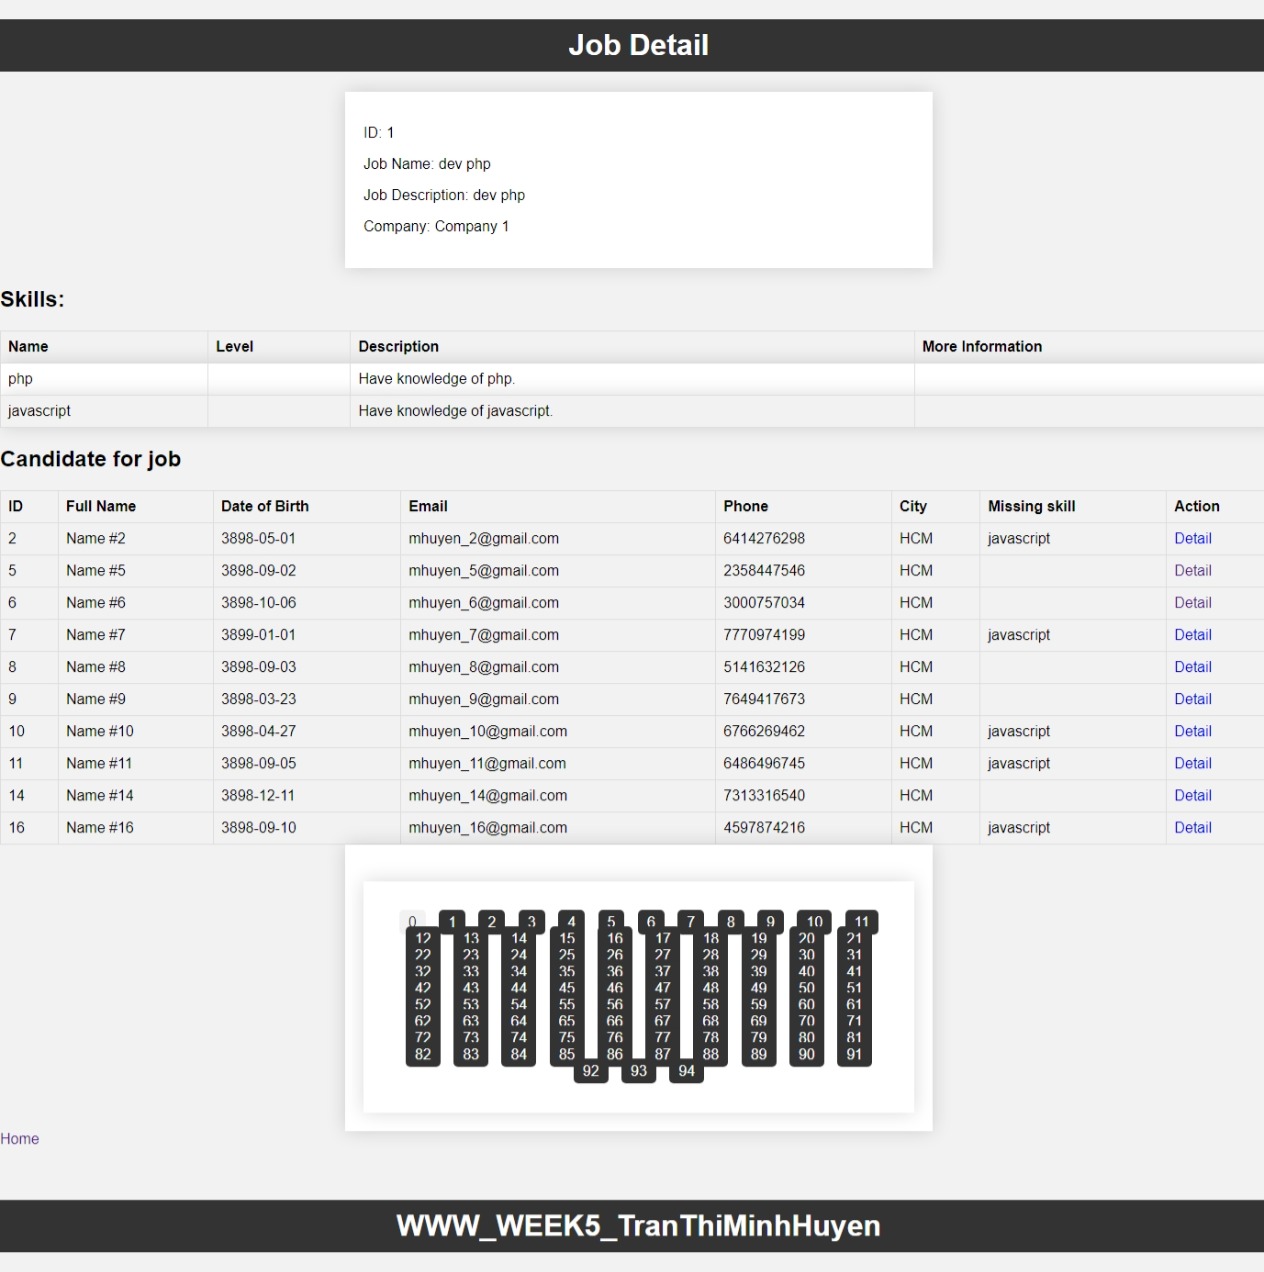 Job Detail
ID: 1
Job Name: dev php
Job Description: dev php
Company: Company 1
Skills:
Name Level Description More Information
php Have knowledge of php.
javascript Have knowledge of javascript.
Candidate for job
ID Full Name Date of Birth Email Phone City Missing skill Action
2 Name #2 3898-05-01 mhuyen_2@gmail.com 6414276298 HCM javascript Detail
5 Name #5 3898-09-02 mhuyen_5@gmail.com 2358447546 HCM Detail
6 Name #6 3898-10-06 mhuyen_6@gmail.com 3000757034 HCM Detail
7 Name #7 3899-01-01 mhuyen_7@gmail.com 7770974199 HCM javascript Detail
8 Name #8 3898-09-03 mhuyen_8@gmail.com 5141632126 HCM Detail
9 Name #9 3898-03-23 mhuyen_9@gmail.com 7649417673 HCM Detail
10 Name #10 3898-04-27 mhuyen_10@gmail.com 6766269462 HCM javascript Detail
11 Name #11 3898-09-05 mhuyen_11@gmail.com 6486496745 HCM javascript Detail
14 Name #14 3898-12-11 mhuyen_14@gmail.com 7313316540 HCM Detail
16 Name #16 3898-09-10 mhuyen_16@gmail.com 4597874216 HCM javascript Detail
0 1 2 3 4 5 6 7 8 9 10 11
12 13 14 15 16 17 18 19 20 21
22 23 24 25 26 27 28 29 30 31
32 33 34 35 36 37 38 39 40 41
42 43 44 45 46 47 48 49 50 51
52 53 54 55 56 57 58 59 60 61
62 63 64 65 66 67 68 69 70 71
72 73 74 75 76 77 78 79 80 81
82 83 84 85 86 87 88 89 90 91
92 93 94
Home
WWW_WEEK5_TranThiMinhHuyen